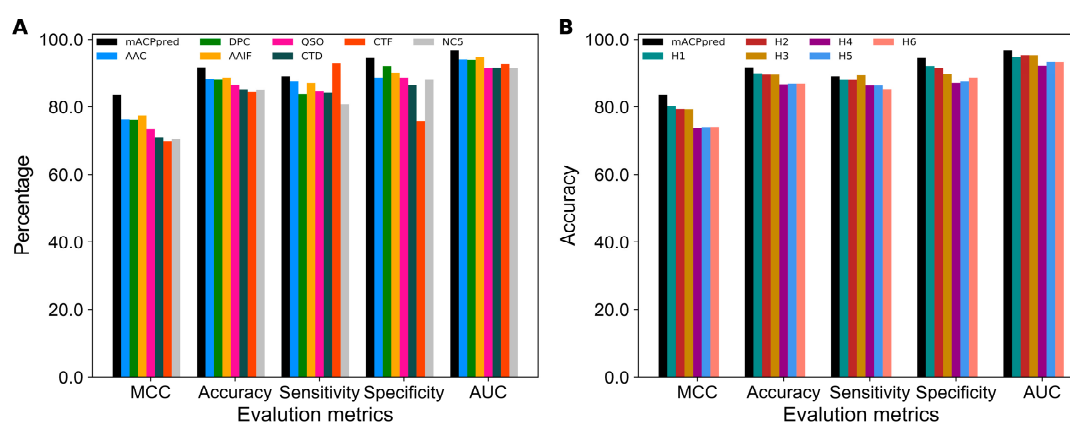 A
100.0
80.0
60.0
40.0
20.0
0.0
Percentage
mACPpred DPC QSO CTF NC5
ΛΛC ΛΛIF CTD
MCC Accuracy Sensitivity Specificity AUC
Evalution metrics
B
100.0
80.0
60.0
40.0
20.0
0.0
Accuracy
mACPpred H2 H4 H6
H1 H3 H5
MCC Accuracy Sensitivity Specificity AUC
Evalution metrics